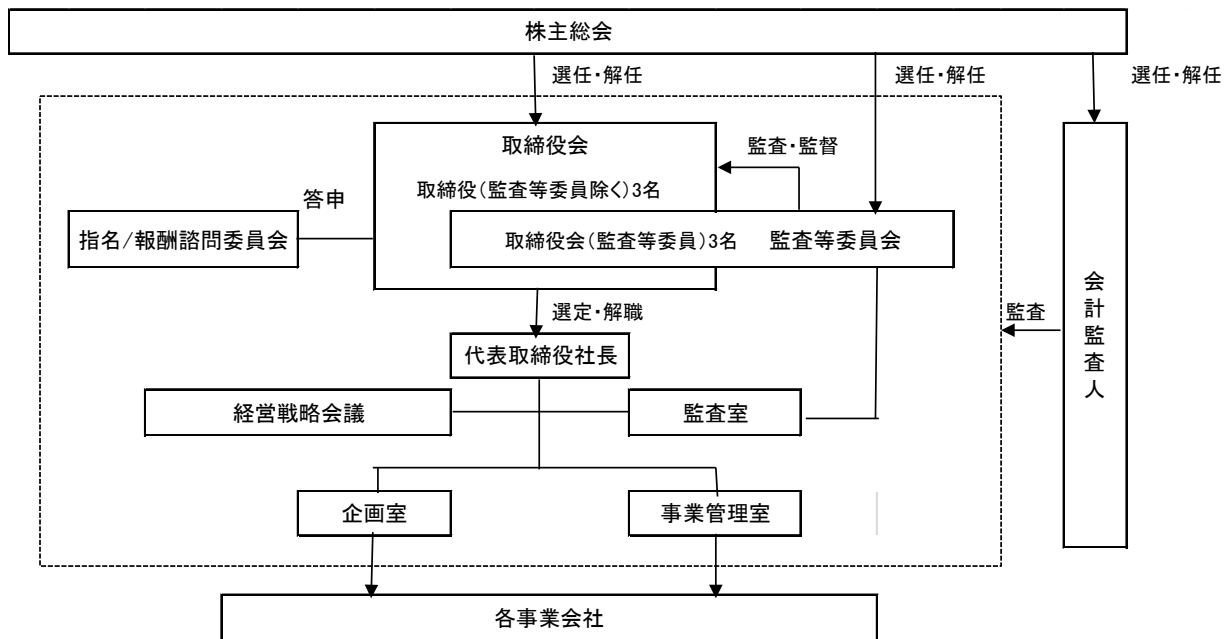 株主総会
選任・解任
選任・解任
選任・解任
取締役会
監査・監督
取締役(監査等委員除く)3名
答申
指名/報酬諮問委員会
取締役会(監査等委員)3名
監査等委員会
会計監査人
選定・解職
監査
代表取締役社長
経営戦略会議
監査室
企画室
事業管理室
各事業会社